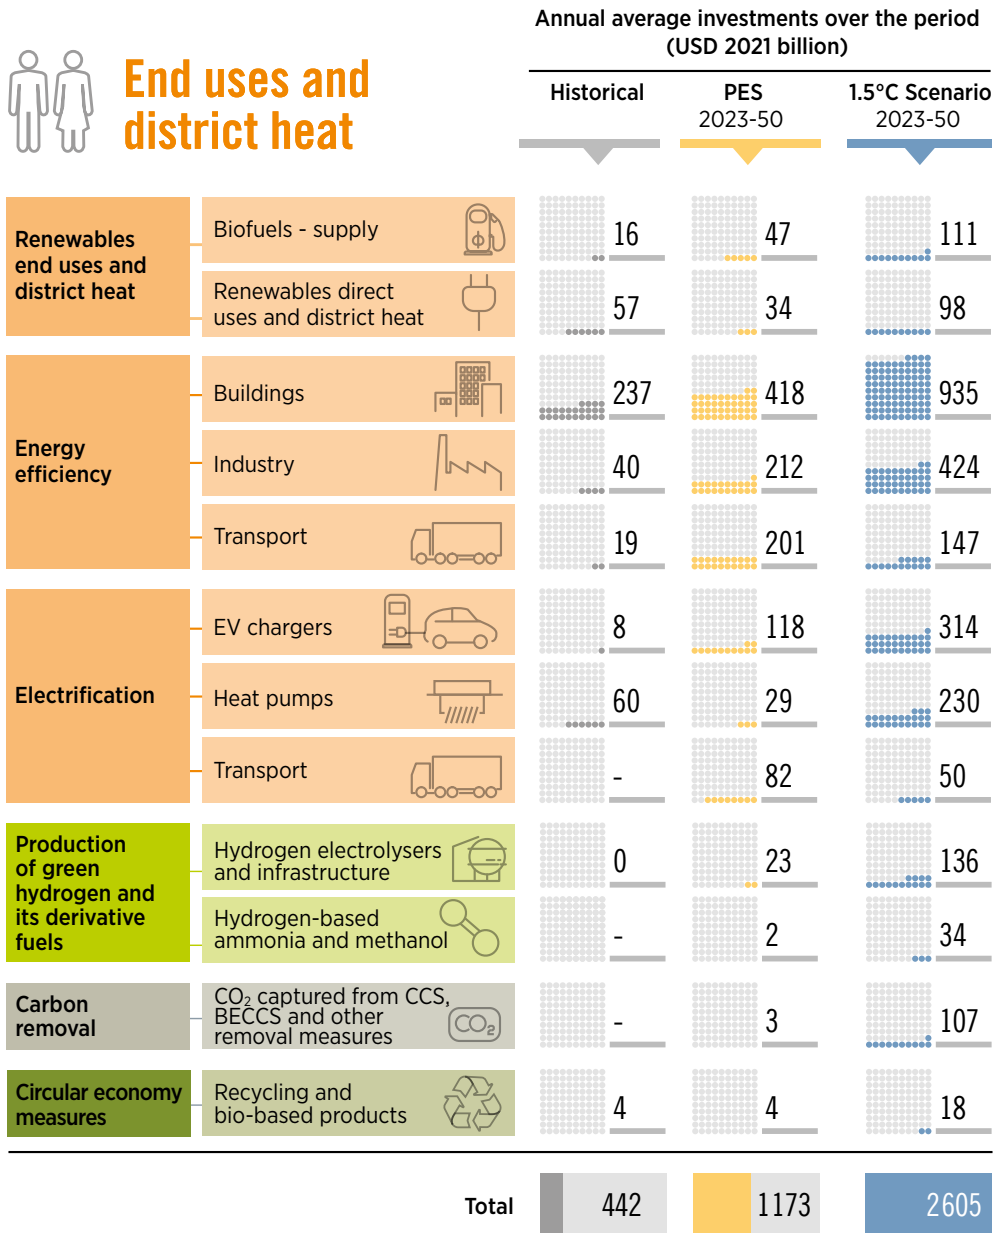 Annual average investments over the period
(USD 2021 billion)
End uses and
district heat
Historical
PES
2023-50
1.5°C Scenario
2023-50
Renewables
end uses and
district heat
Biofuels - supply
16
47
111
Renewables direct
uses and district heat
57
34
98
Energy
efficiency
Buildings
237
418
935
Industry
40
212
424
Transport
19
201
147
Electrification
EV chargers
8
118
314
Heat pumps
60
29
230
Transport
-
82
50
Production
of green
hydrogen and
its derivative
fuels
Hydrogen electrolysers
and infrastructure
0
23
136
Hydrogen-based
ammonia and methanol
-
2
34
Carbon
removal
CO₂ captured from CCS,
BECCS and other
removal measures
CO₂
-
3
107
Circular economy
measures
Recycling and
bio-based products
4
4
18
Total
442
1173
2605